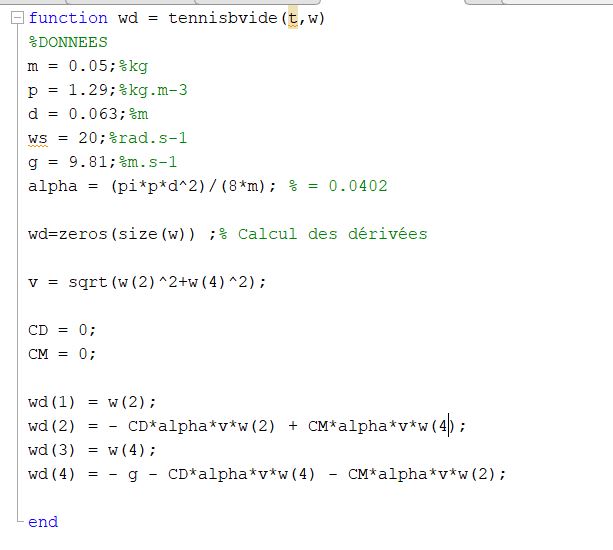 function wd = tennisbvide(t,w)
%DONNEES
m = 0.05;%kg
p = 1.29;%kg.m-3
d = 0.063;%m
ws = 20;%rad.s-1
g = 9.81;%m.s-1
alpha = (pi*p*d^2)/(8*m); % = 0.0402
wd=zeros(size(w)) ;% Calcul des dérivées
v = sqrt(w(2)^2+w(4)^2);
CD = 0;
CM = 0;
wd(1) = w(2);
wd(2) = - CD*alpha*v*w(2) + CM*alpha*v*w(4);
wd(3) = w(4);
wd(4) = - g - CD*alpha*v*w(4) - CM*alpha*v*w(2);
end